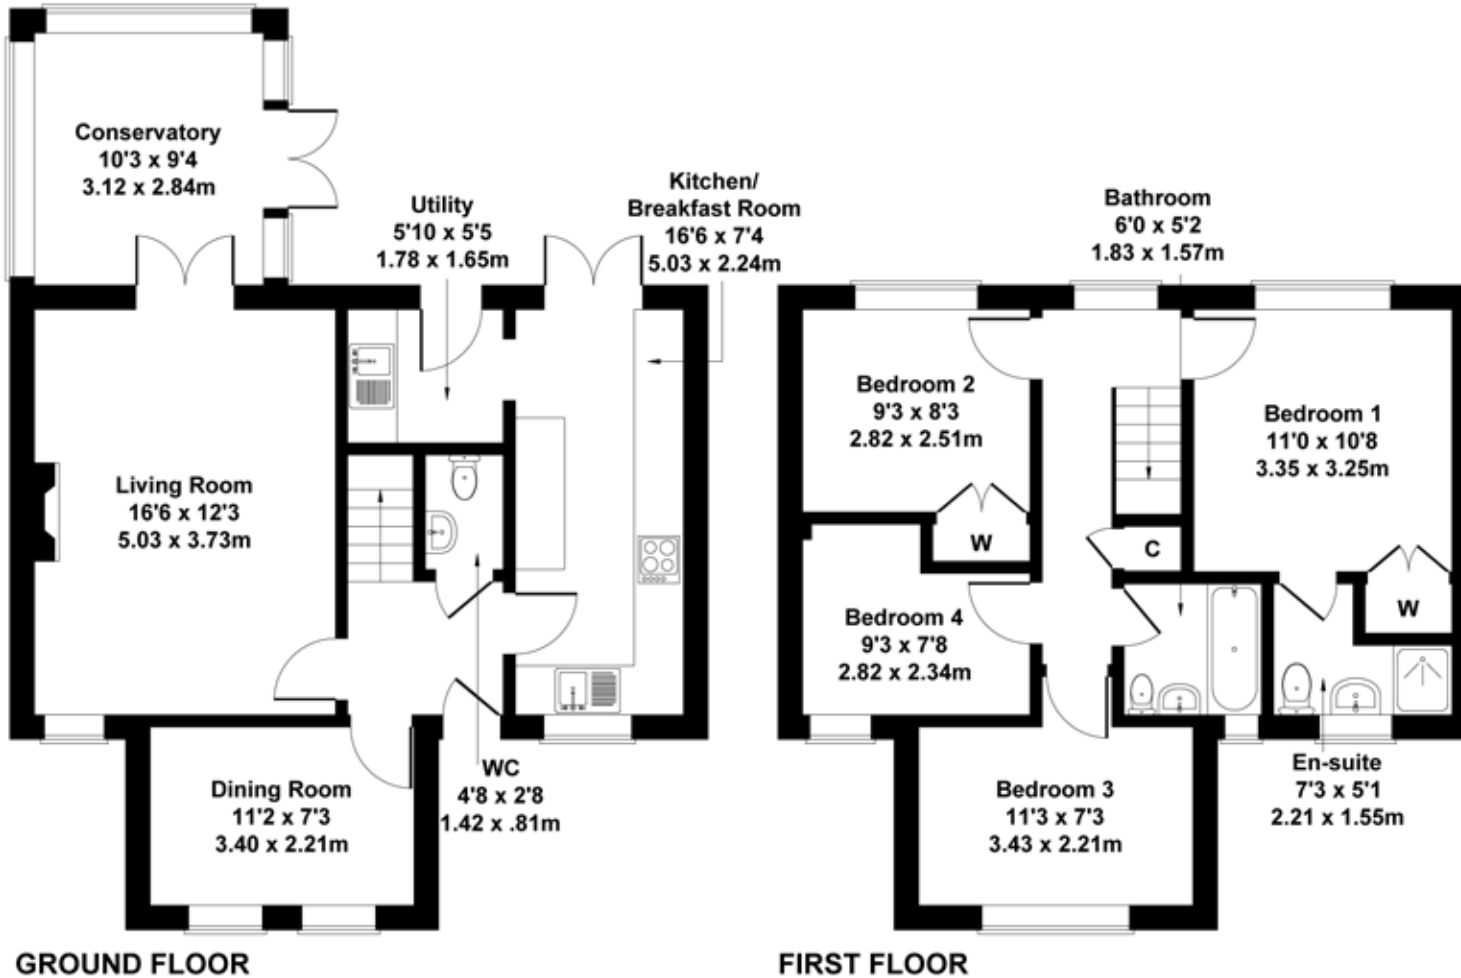 Conservatory
10'3 x 9'4
3.12 x 2.84m
Utility
5'10 x 5'5
1.78 x 1.65m
Kitchen/
Breakfast Room
16'6 x 7'4
5.03 x 2.24m
Living Room
16'6 x 12'3
5.03 x 3.73m
WC
4'8 x 2'8
1.42 x .81m
Dining Room
11'2 x 7'3
3.40 x 2.21m
GROUND FLOOR
Bathroom
6'0 x 5'2
1.83 x 1.57m
Bedroom 2
9'3 x 8'3
2.82 x 2.51m
Bedroom 1
11'0 x 10'8
3.35 x 3.25m
W
C
W
Bedroom 4
9'3 x 7'8
2.82 x 2.34m
En-suite
7'3 x 5'1
2.21 x 1.55m
Bedroom 3
11'3 x 7'3
3.43 x 2.21m
FIRST FLOOR